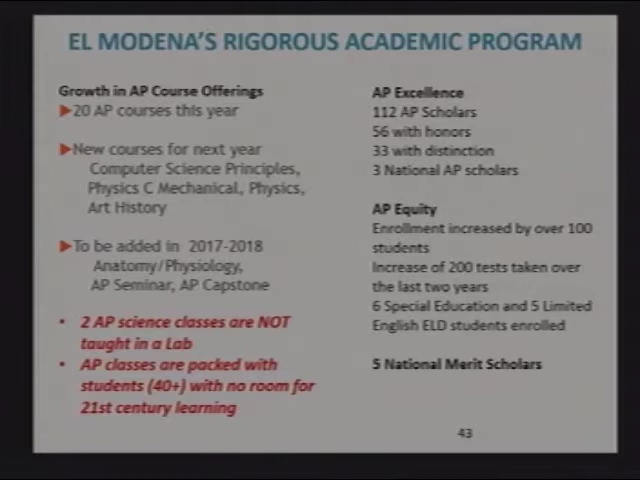 EL MODENA'S RIGOROUS ACADEMIC PROGRAM
Growth in AP Course Offerings
20 AP courses this year
New courses for next year
Computer Science Principles,
Physics C Mechanical, Physics,
Art History
To be added in 2017-2018
Anatomy/Physiology,
AP Seminar, AP Capstone
• 2 AP science classes are NOT
taught in a Lab
• AP classes are packed with
students (40+) with no room for
21st century learning
AP Excellence
112 AP Scholars
56 with honors
33 with distinction
3 National AP scholars
AP Equity
Enrollment increased by over 100
students
Increase of 200 tests taken over
the last two years
6 Special Education and 5 Limited
English ELD students enrolled
5 National Merit Scholars
43